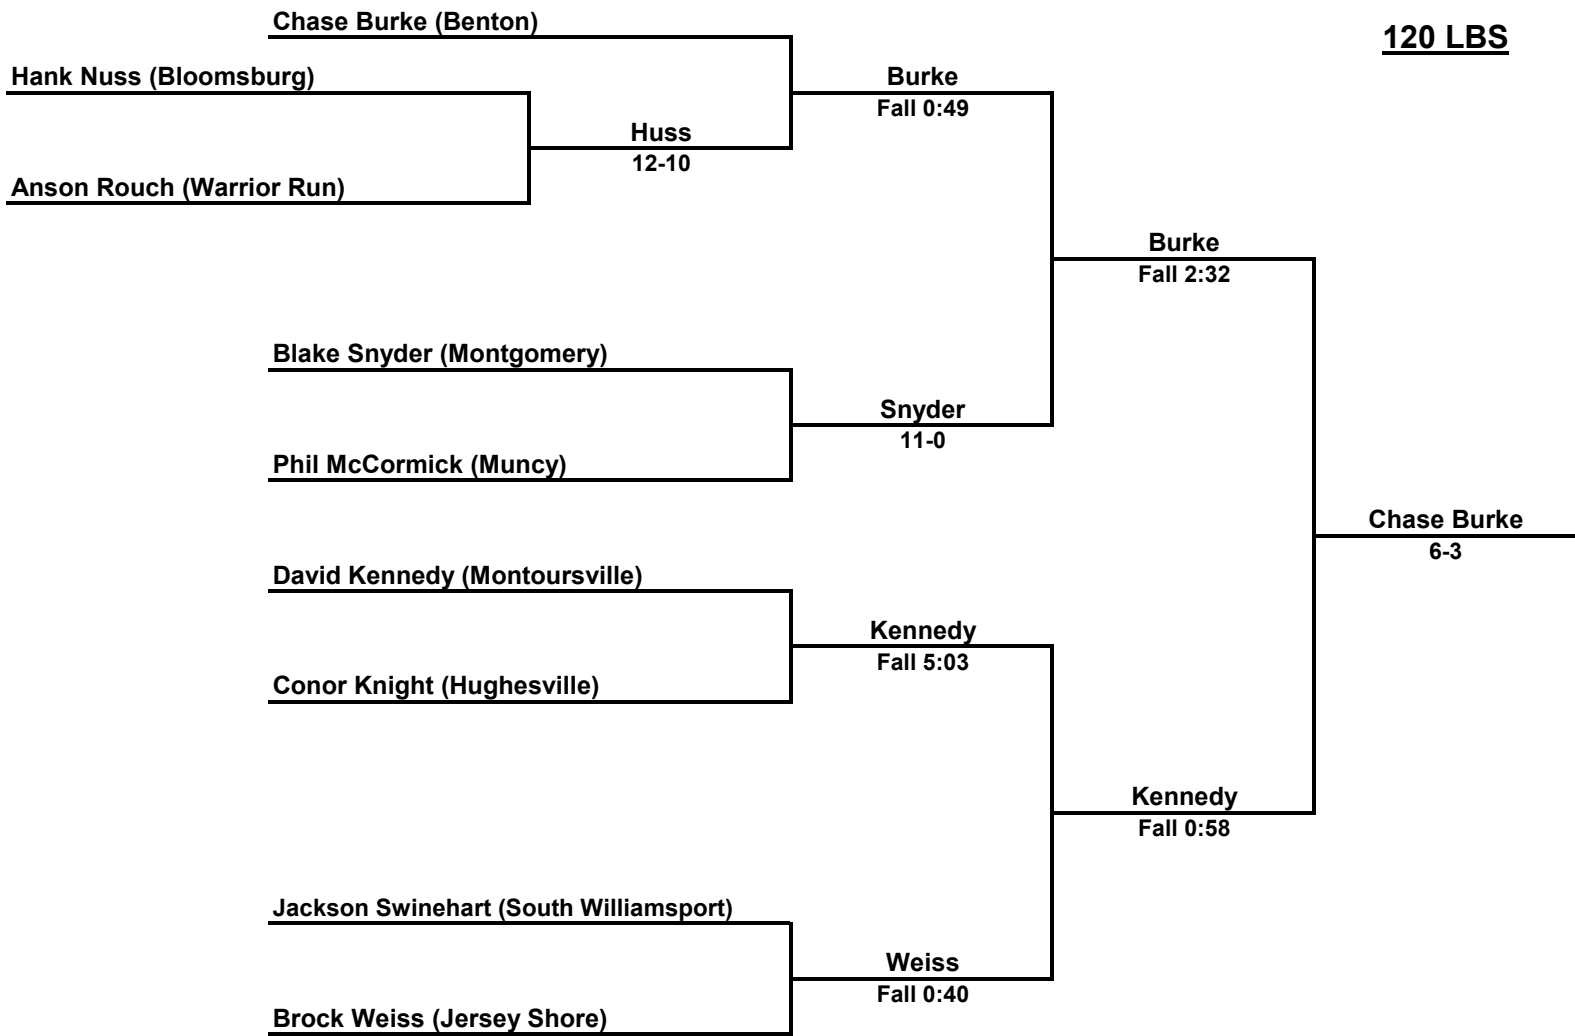 Chase Burke (Benton)
120 LBS
Hank Nuss (Bloomsburg)
Burke
Fall 0:49
Huss
12-10
Anson Rouch (Warrior Run)
Burke
Fall 2:32
Blake Snyder (Montgomery)
Snyder
11-0
Phil McCormick (Muncy)
Chase Burke
6-3
David Kennedy (Montoursville)
Kennedy
Fall 5:03
Conor Knight (Hughesville)
Kennedy
Fall 0:58
Jackson Swinehart (South Williamsport)
Weiss
Fall 0:40
Brock Weiss (Jersey Shore)